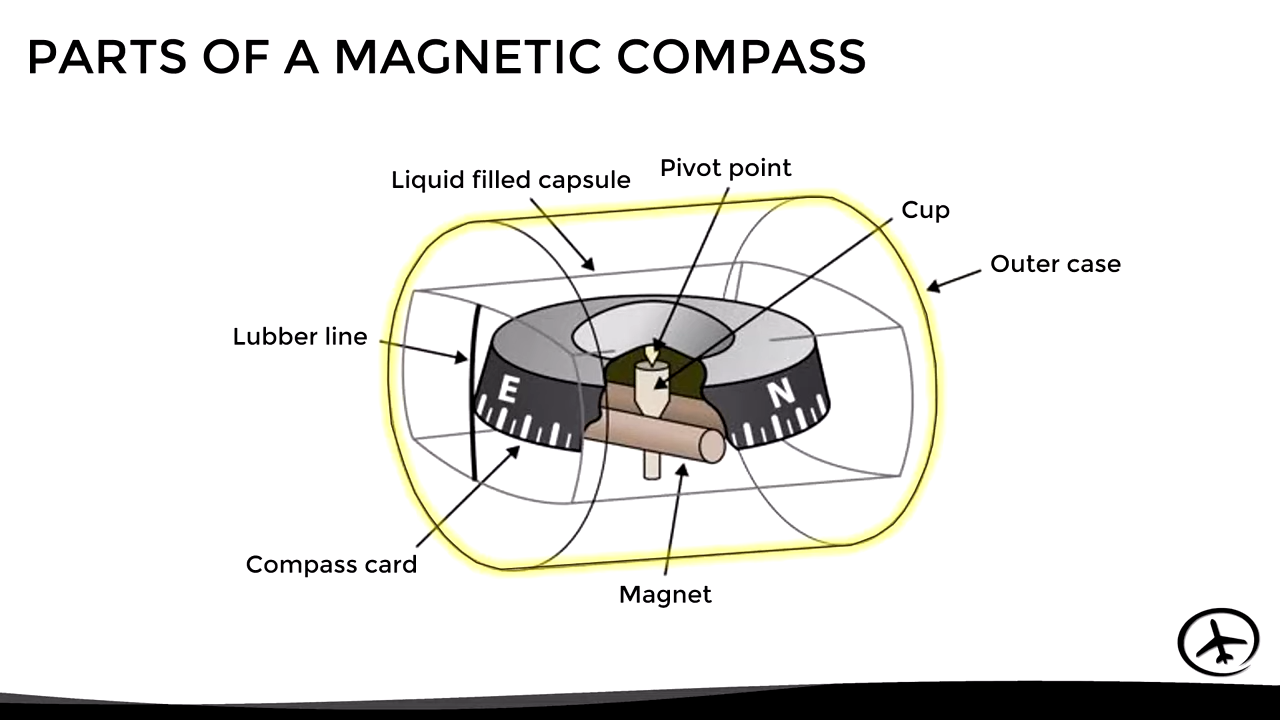 PARTS OF A MAGNETIC COMPASS
Pivot point
Liquid filled capsule
Cup
Outer case
Lubber line
E
N
Compass card
Magnet